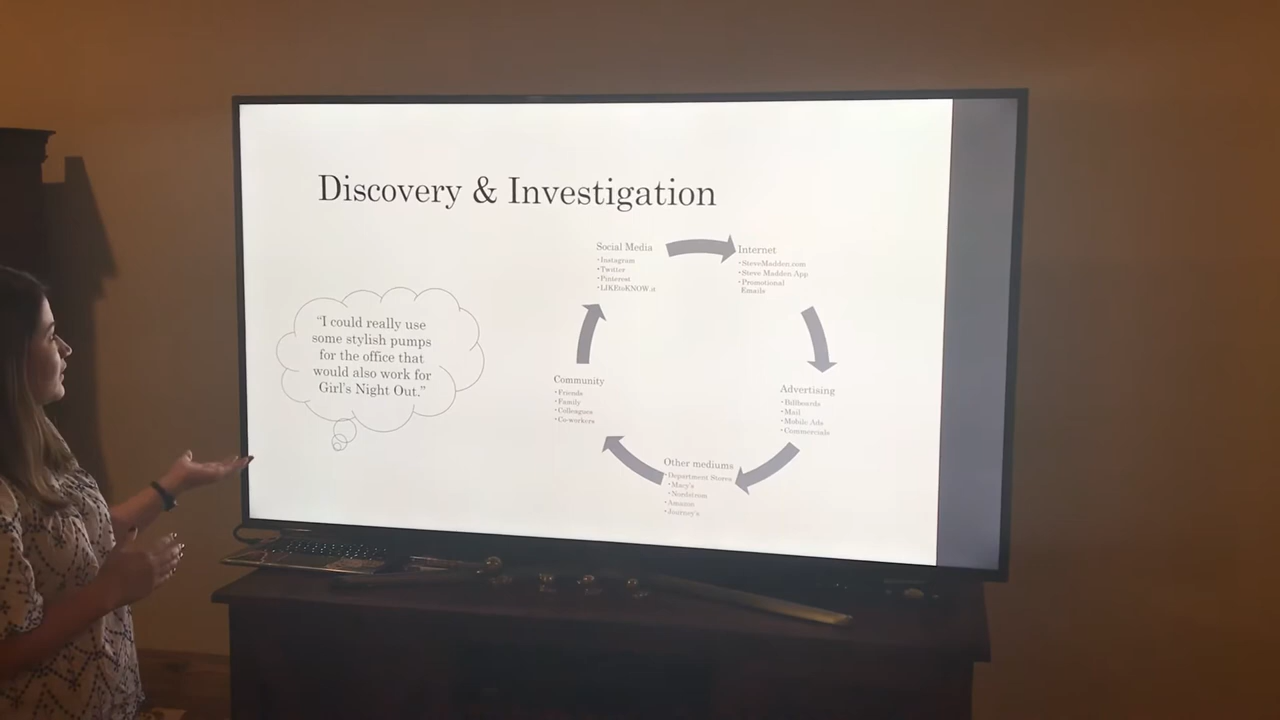 Discovery & Investigation
“I could really use
some stylish pumps
for the office that
would also work for
Girl's Night Out.”
Social Media
•Instagram
•Twitter
•Pinterest
•LIKEtoKNOW.it
Internet
•SteveMadden.com
•Steve Madden App
•Promotional
Emails
Advertising
•Billboards
•Mail
•Mobile Ads
•Commercials
Other mediums
•Department Stores
•Macy's
•Nordstrom
•Amazon
•Journey's
Community
•Friends
•Family
•Colleagues
•Co-workers